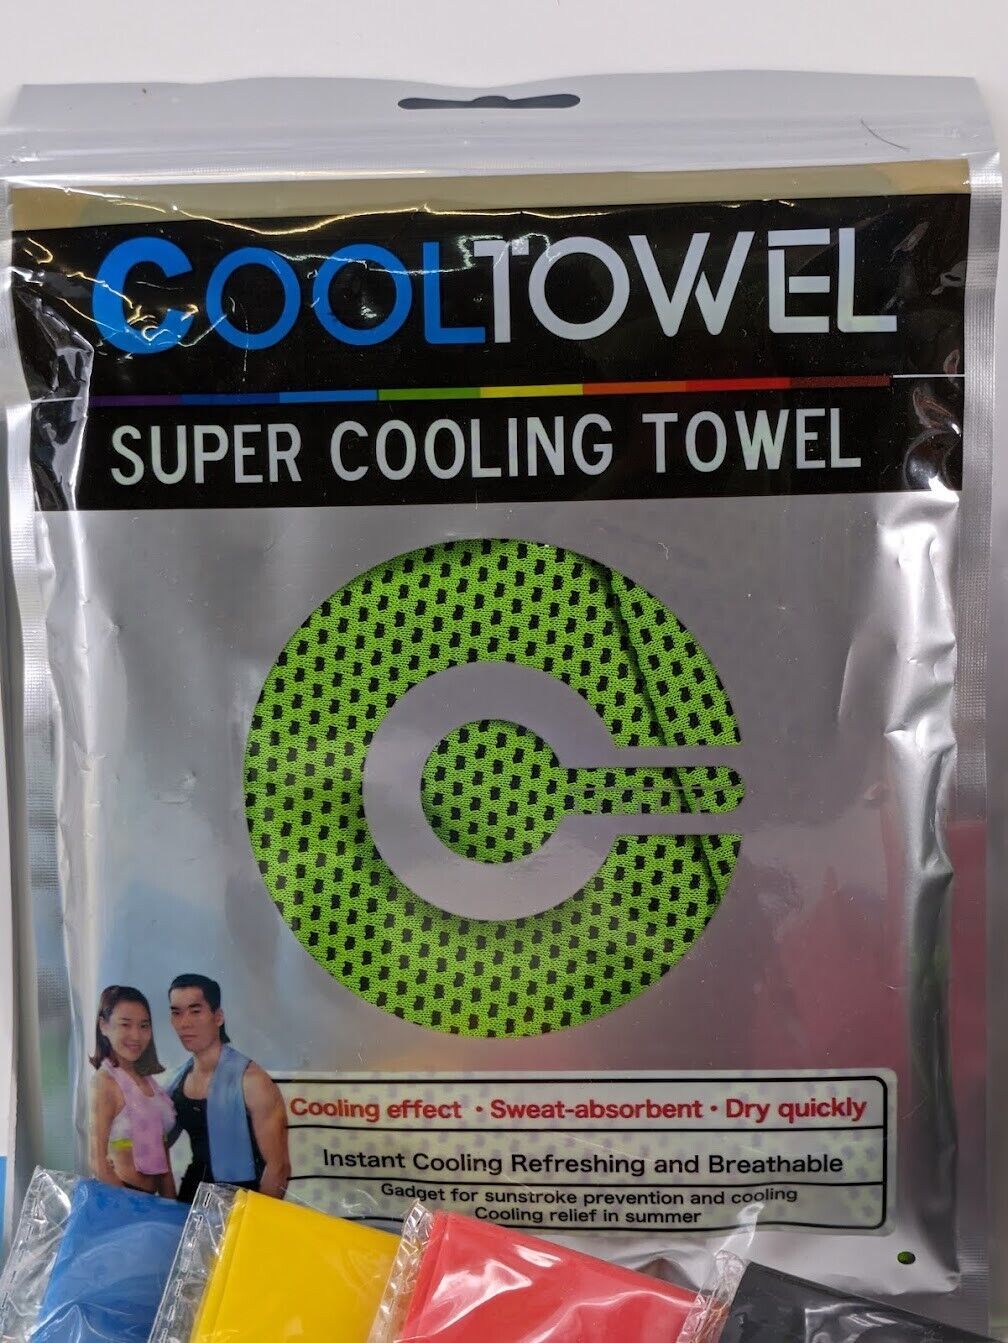 COOLTOWEL
SUPER COOLING TOWEL
Cooling effect · Sweat-absorbent · Dry quickly
Instant Cooling Refreshing and Breathable
Gadget for sunstroke prevention and cooling
Cooling relief in summer